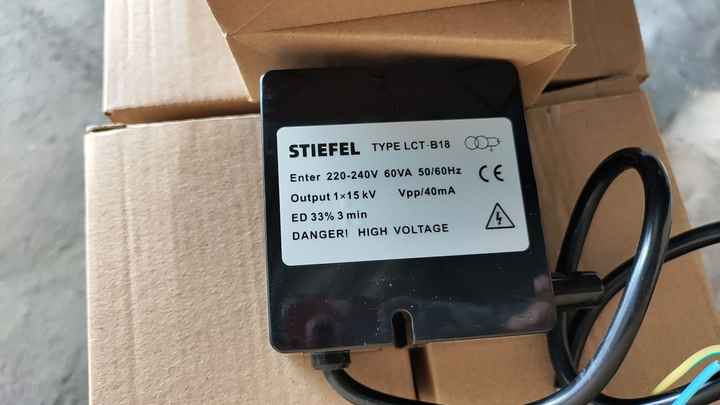 STIEFEL TYPE LCT-B18
Enter 220-240V 60VA 50/60Hz CE
Output 1×15 kV Vpp/40mA
ED 33% 3 min
DANGER! HIGH VOLTAGE